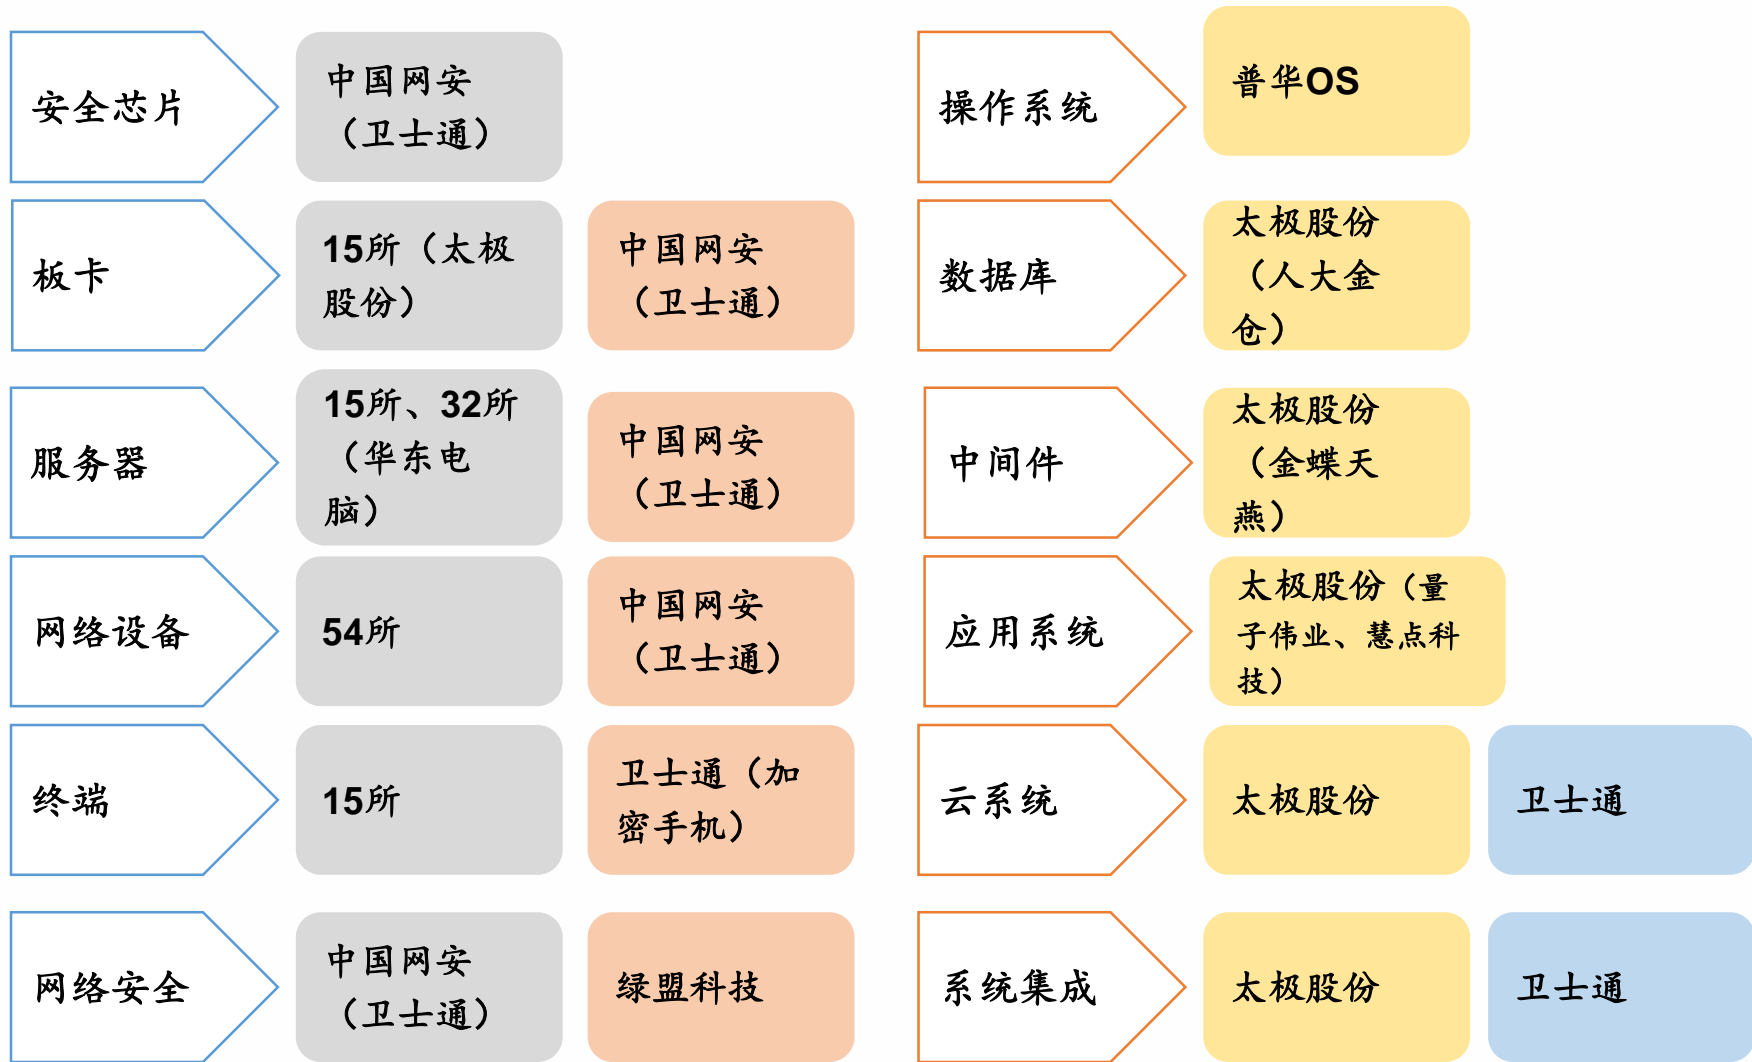 安全芯片
中国网安
（卫士通）
板卡
15所（太极
股份）
中国网安
（卫士通）
服务器
15所、32所
（华东电
脑）
中国网安
（卫士通）
网络设备
54所
中国网安
（卫士通）
终端
15所
卫士通（加
密手机）
网络安全
中国网安
（卫士通）
绿盟科技
操作系统
普华OS
数据库
太极股份
（人大金
仓）
中间件
太极股份
（金蝶天
燕）
应用系统
太极股份（量
子伟业、慧点科
技）
云系统
太极股份
卫士通
系统集成
太极股份
卫士通